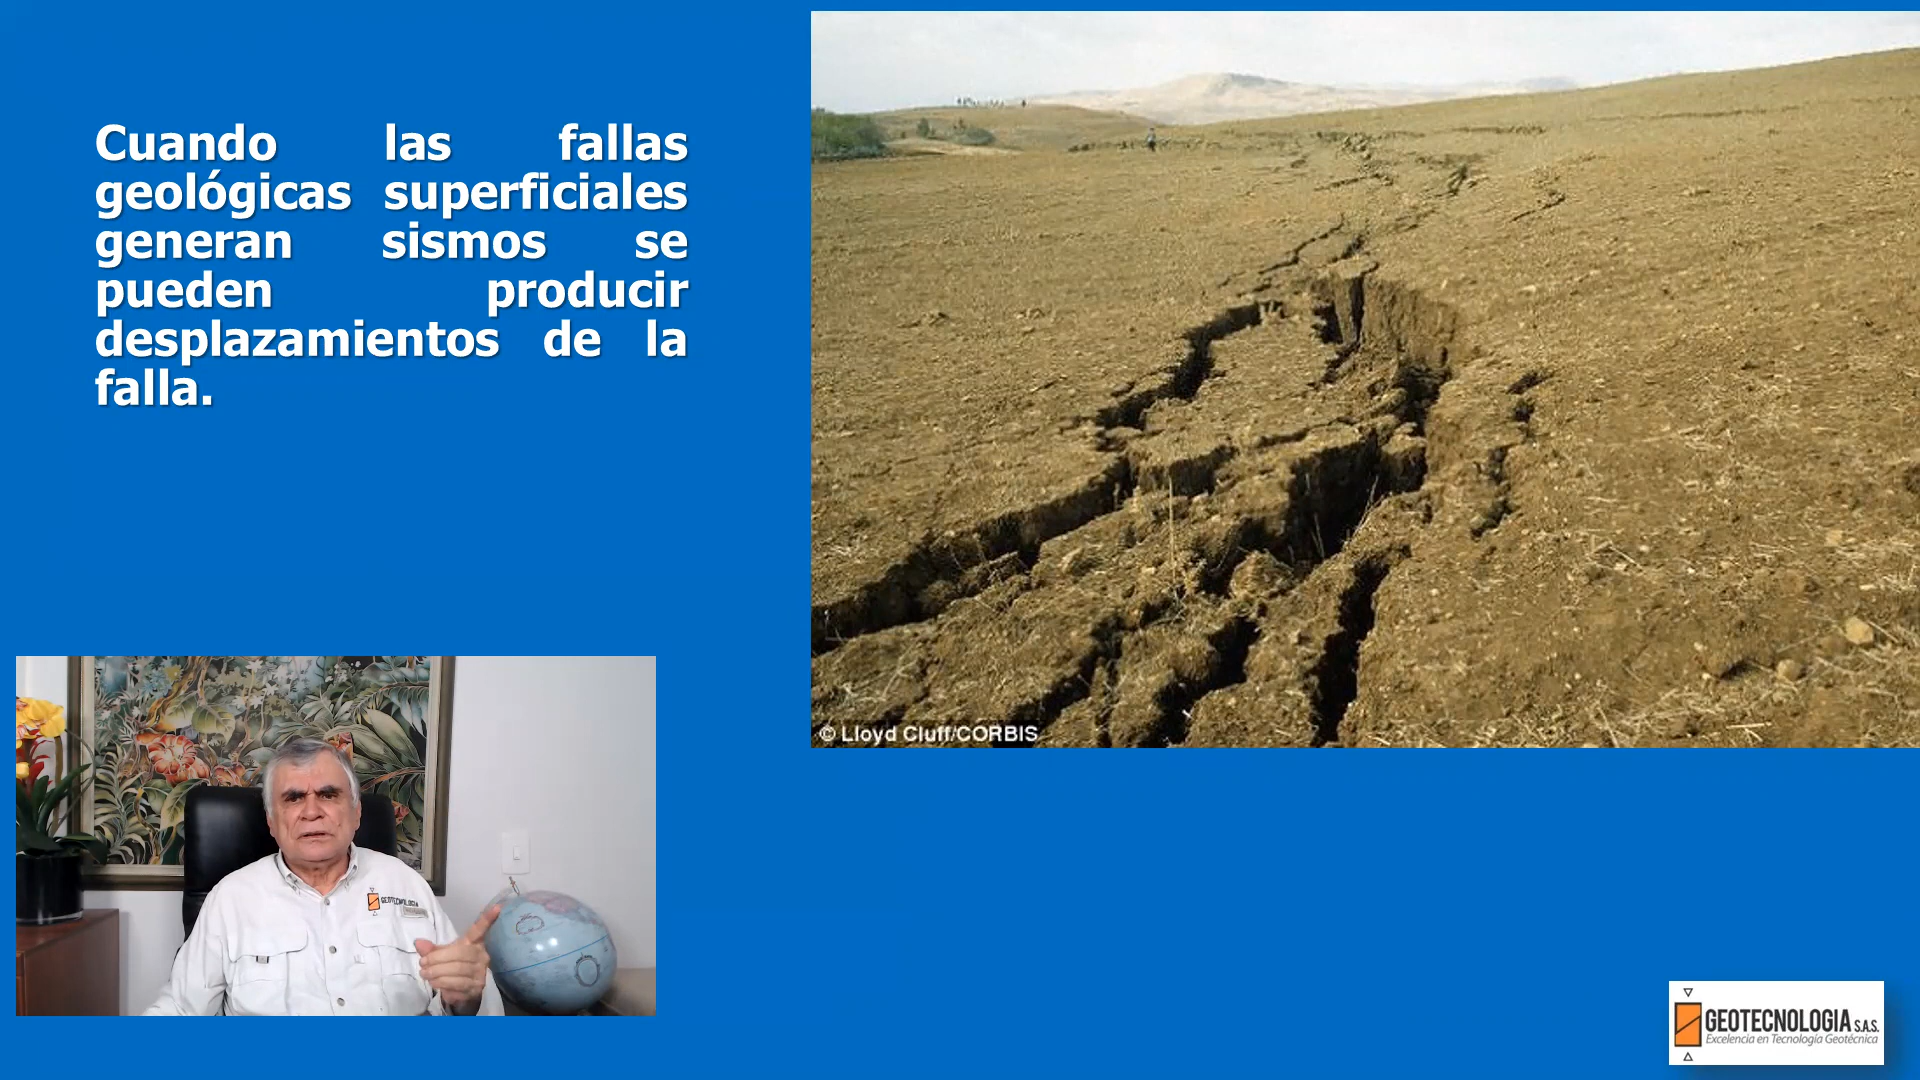 Cuando las fallas
geológicas superficiales
generan sismos se
pueden producir
desplazamientos de la
falla.
© Lloyd Cluff/CORBIS
GEOTECNOLOGIA
GEOTECNOLOGIA S.A.S.
Excelencia en Tecnología Geotécnica